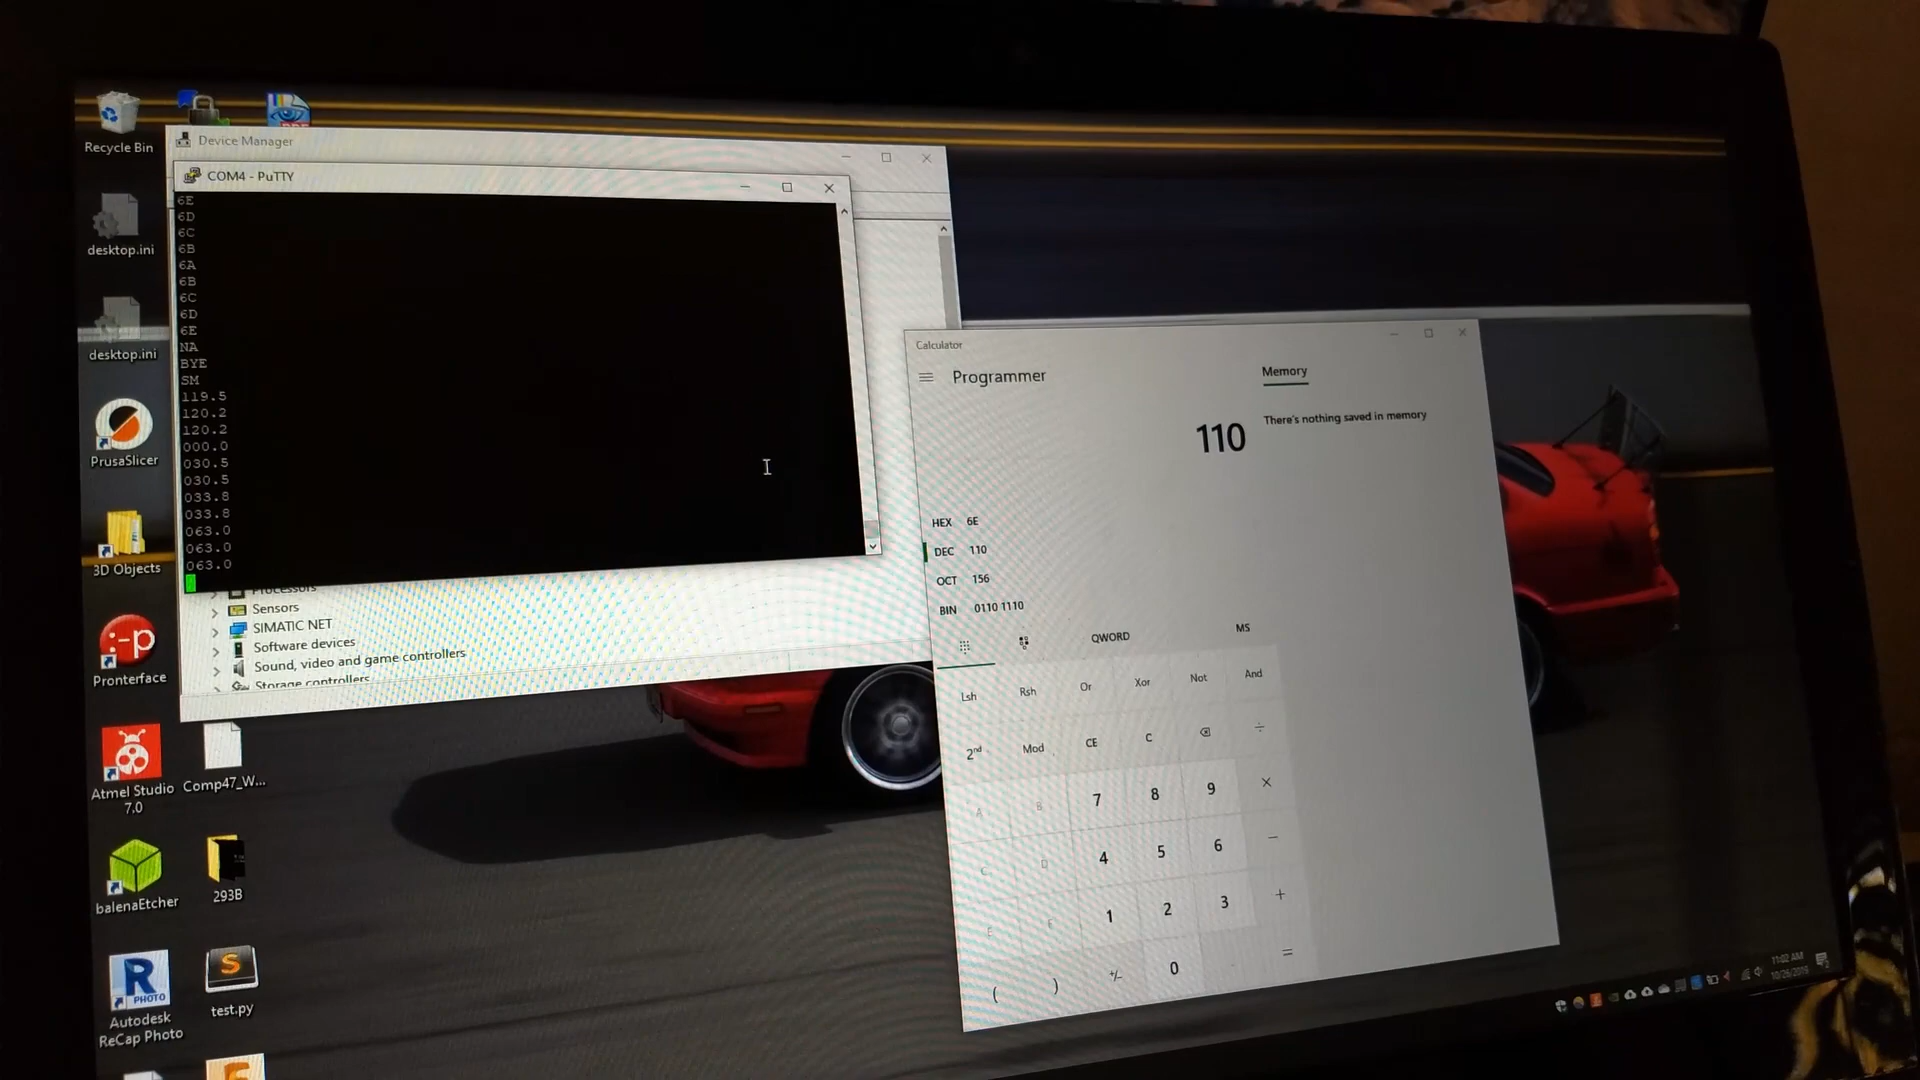 Recycle Bin
desktop.ini
desktop.ini
PrusaSlicer
3D Objects
Pronterface
Atmel Studio
7.0
Comp47_W...
balenaEtcher
293B
Autodesk
ReCap Photo
PHOTO
test.py
Device Manager
COM4 - PuTTY
6E
6D
6C
6B
6A
6B
6C
6D
6E
NA
BYE
SM
119.5
120.2
120.2
000.0
030.5
030.5
033.8
033.8
063.0
063.0
063.0
Processors
Sensors
SIMATIC NET
Software devices
Sound, video and game controllers
Storage controllers
Calculator
Programmer
Memory
There's nothing saved in memory
110
HEX 6E
DEC 110
OCT 156
BIN 0110 1110
QWORD MS
Lsh Rsh Or Xor Not And
2nd Mod CE C ÷
A B 7 8 9 ×
C D 4 5 6 −
E F 1 2 3 +
( ) +/- 0 . =
11:02 AM